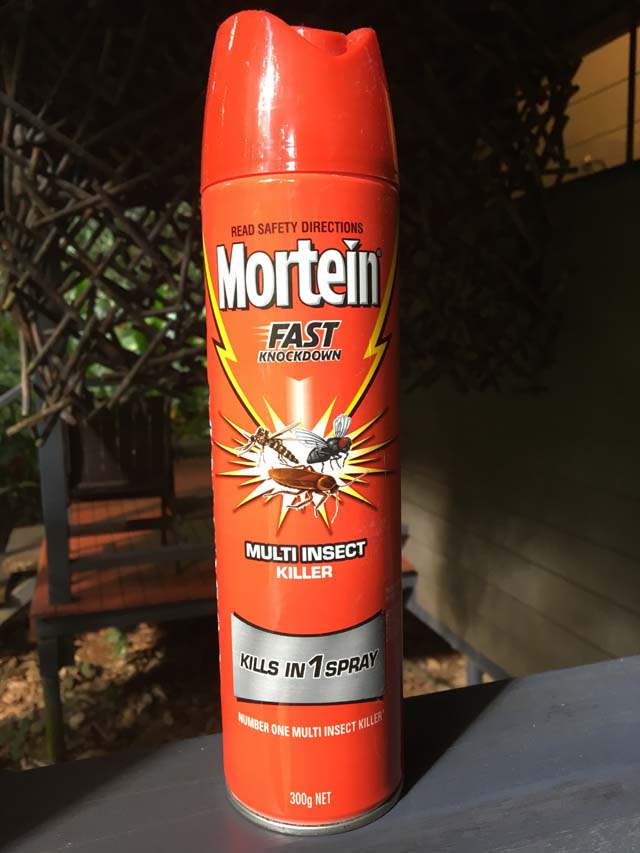 READ SAFETY DIRECTIONS
Mortein®
FAST
KNOCKDOWN
MULTI INSECT
KILLER
KILLS IN 1 SPRAY
NUMBER ONE MULTI INSECT KILLER*
300g NET